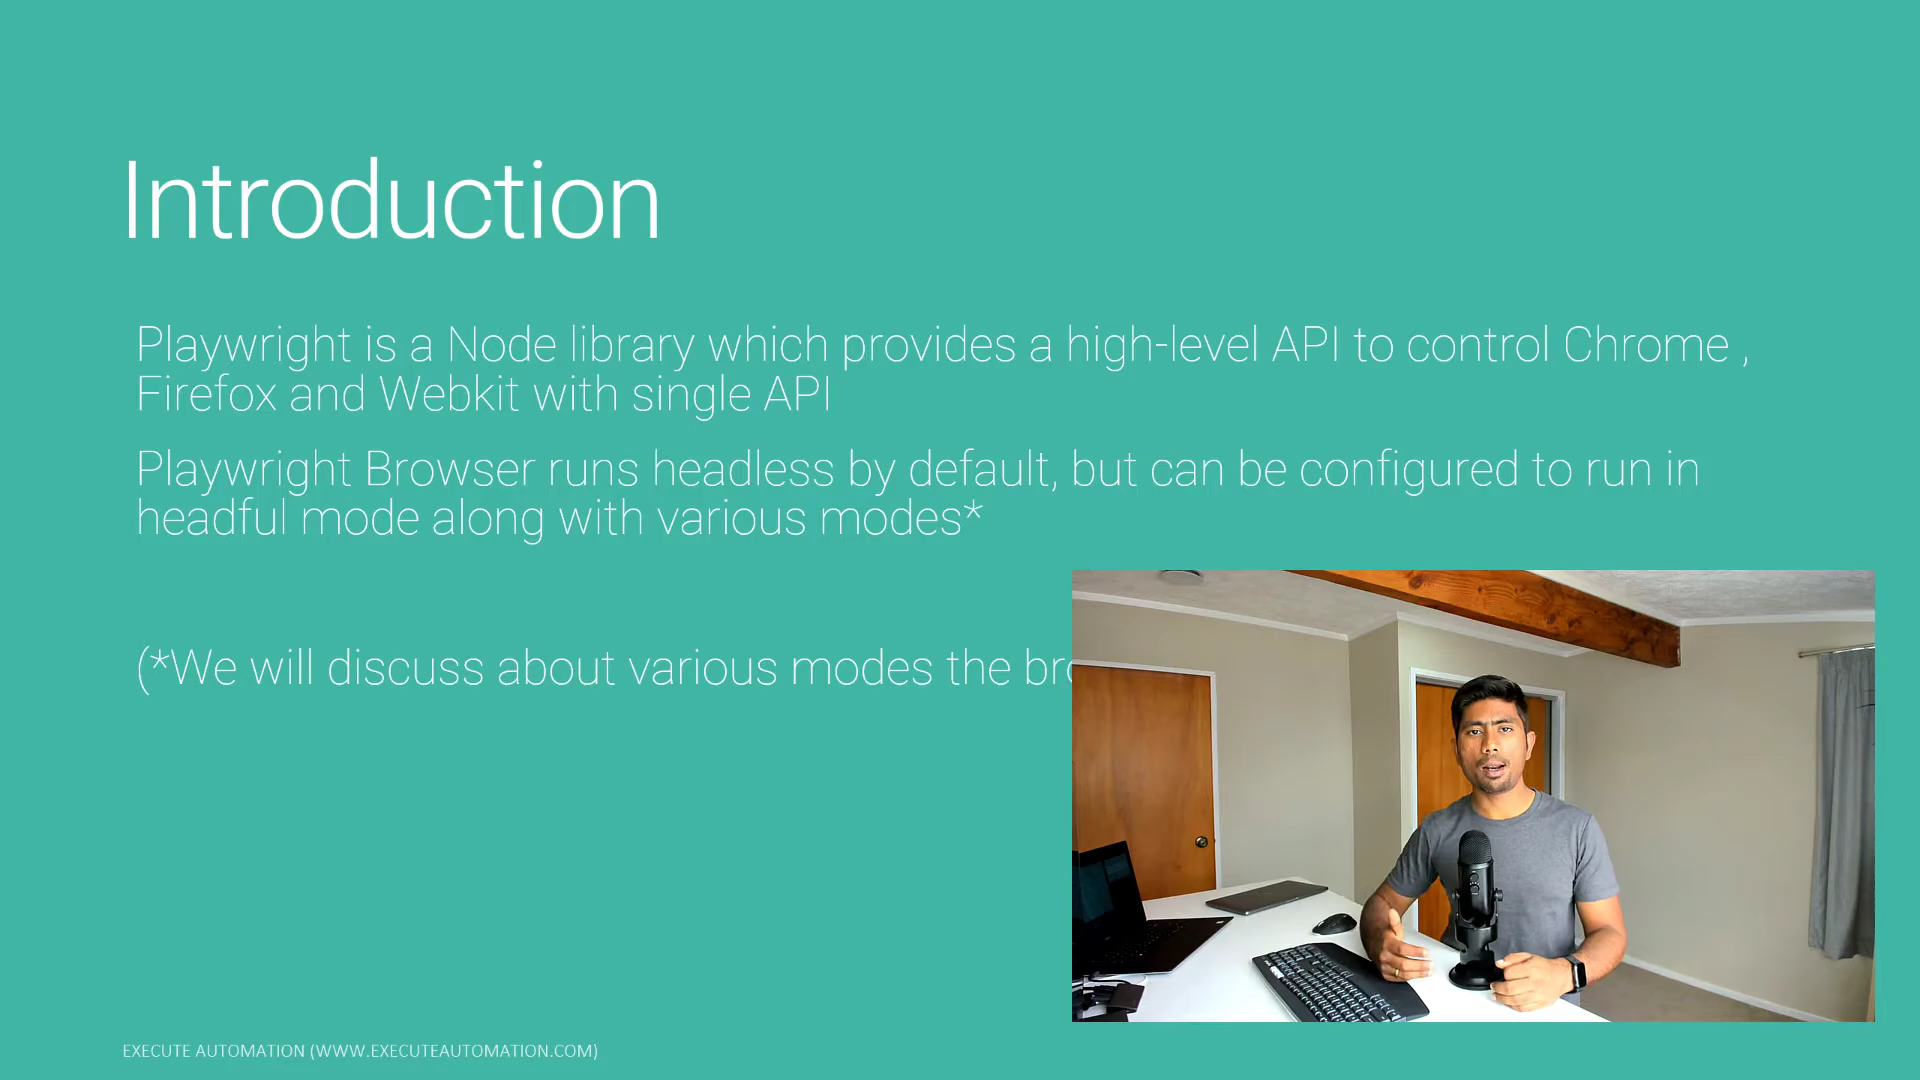 Introduction
Playwright is a Node library which provides a high-level API to control Chrome ,
Firefox and Webkit with single API
Playwright Browser runs headless by default, but can be configured to run in
headful mode along with various modes*
(*We will discuss about various modes the
EXECUTE AUTOMATION (WWW.EXECUTEAUTOMATION.COM)